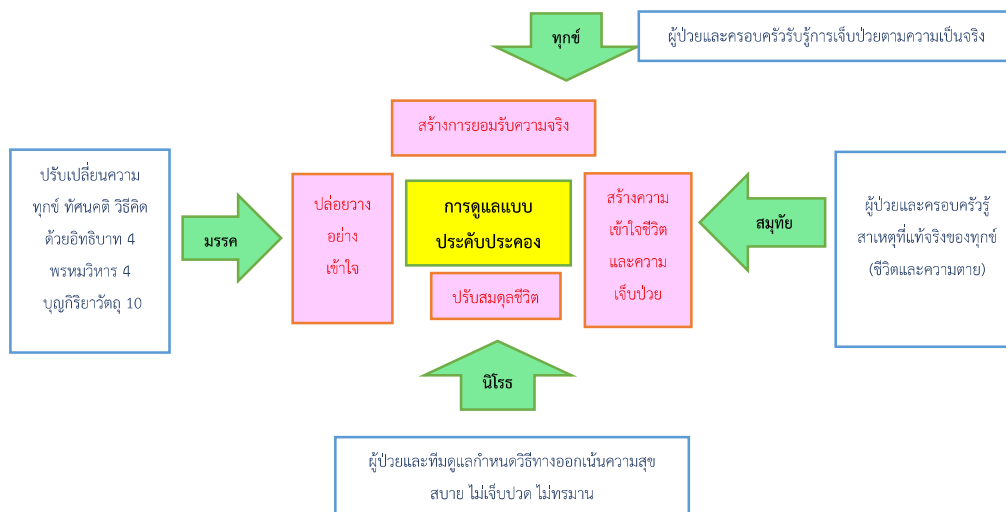 ทุกข์
ผู้ป่วยและครอบครัวรับรู้การเจ็บป่วยตามความเป็นจริง
สร้างการยอมรับความจริง
ปรับเปลี่ยนความ
ทุกข์ ทัศนคติ วิธีคิด
ด้วยอิทธิบาท 4
พรหมวิหาร 4
บุญกิริยาวัตถุ 10
มรรค
ปล่อยวาง
อย่าง
เข้าใจ
การดูแลแบบ
ประคับประคอง
ปรับสมดุลชีวิต
สร้างความ
เข้าใจชีวิต
และความ
เจ็บป่วย
สมุทัย
ผู้ป่วยและครอบครัวรู้
สาเหตุที่แท้จริงของทุกข์
(ชีวิตและความตาย)
นิโรธ
ผู้ป่วยและทีมดูแลกำหนดวิธีทางออกเน้นความสุข
สบาย ไม่เจ็บปวด ไม่ทรมาน